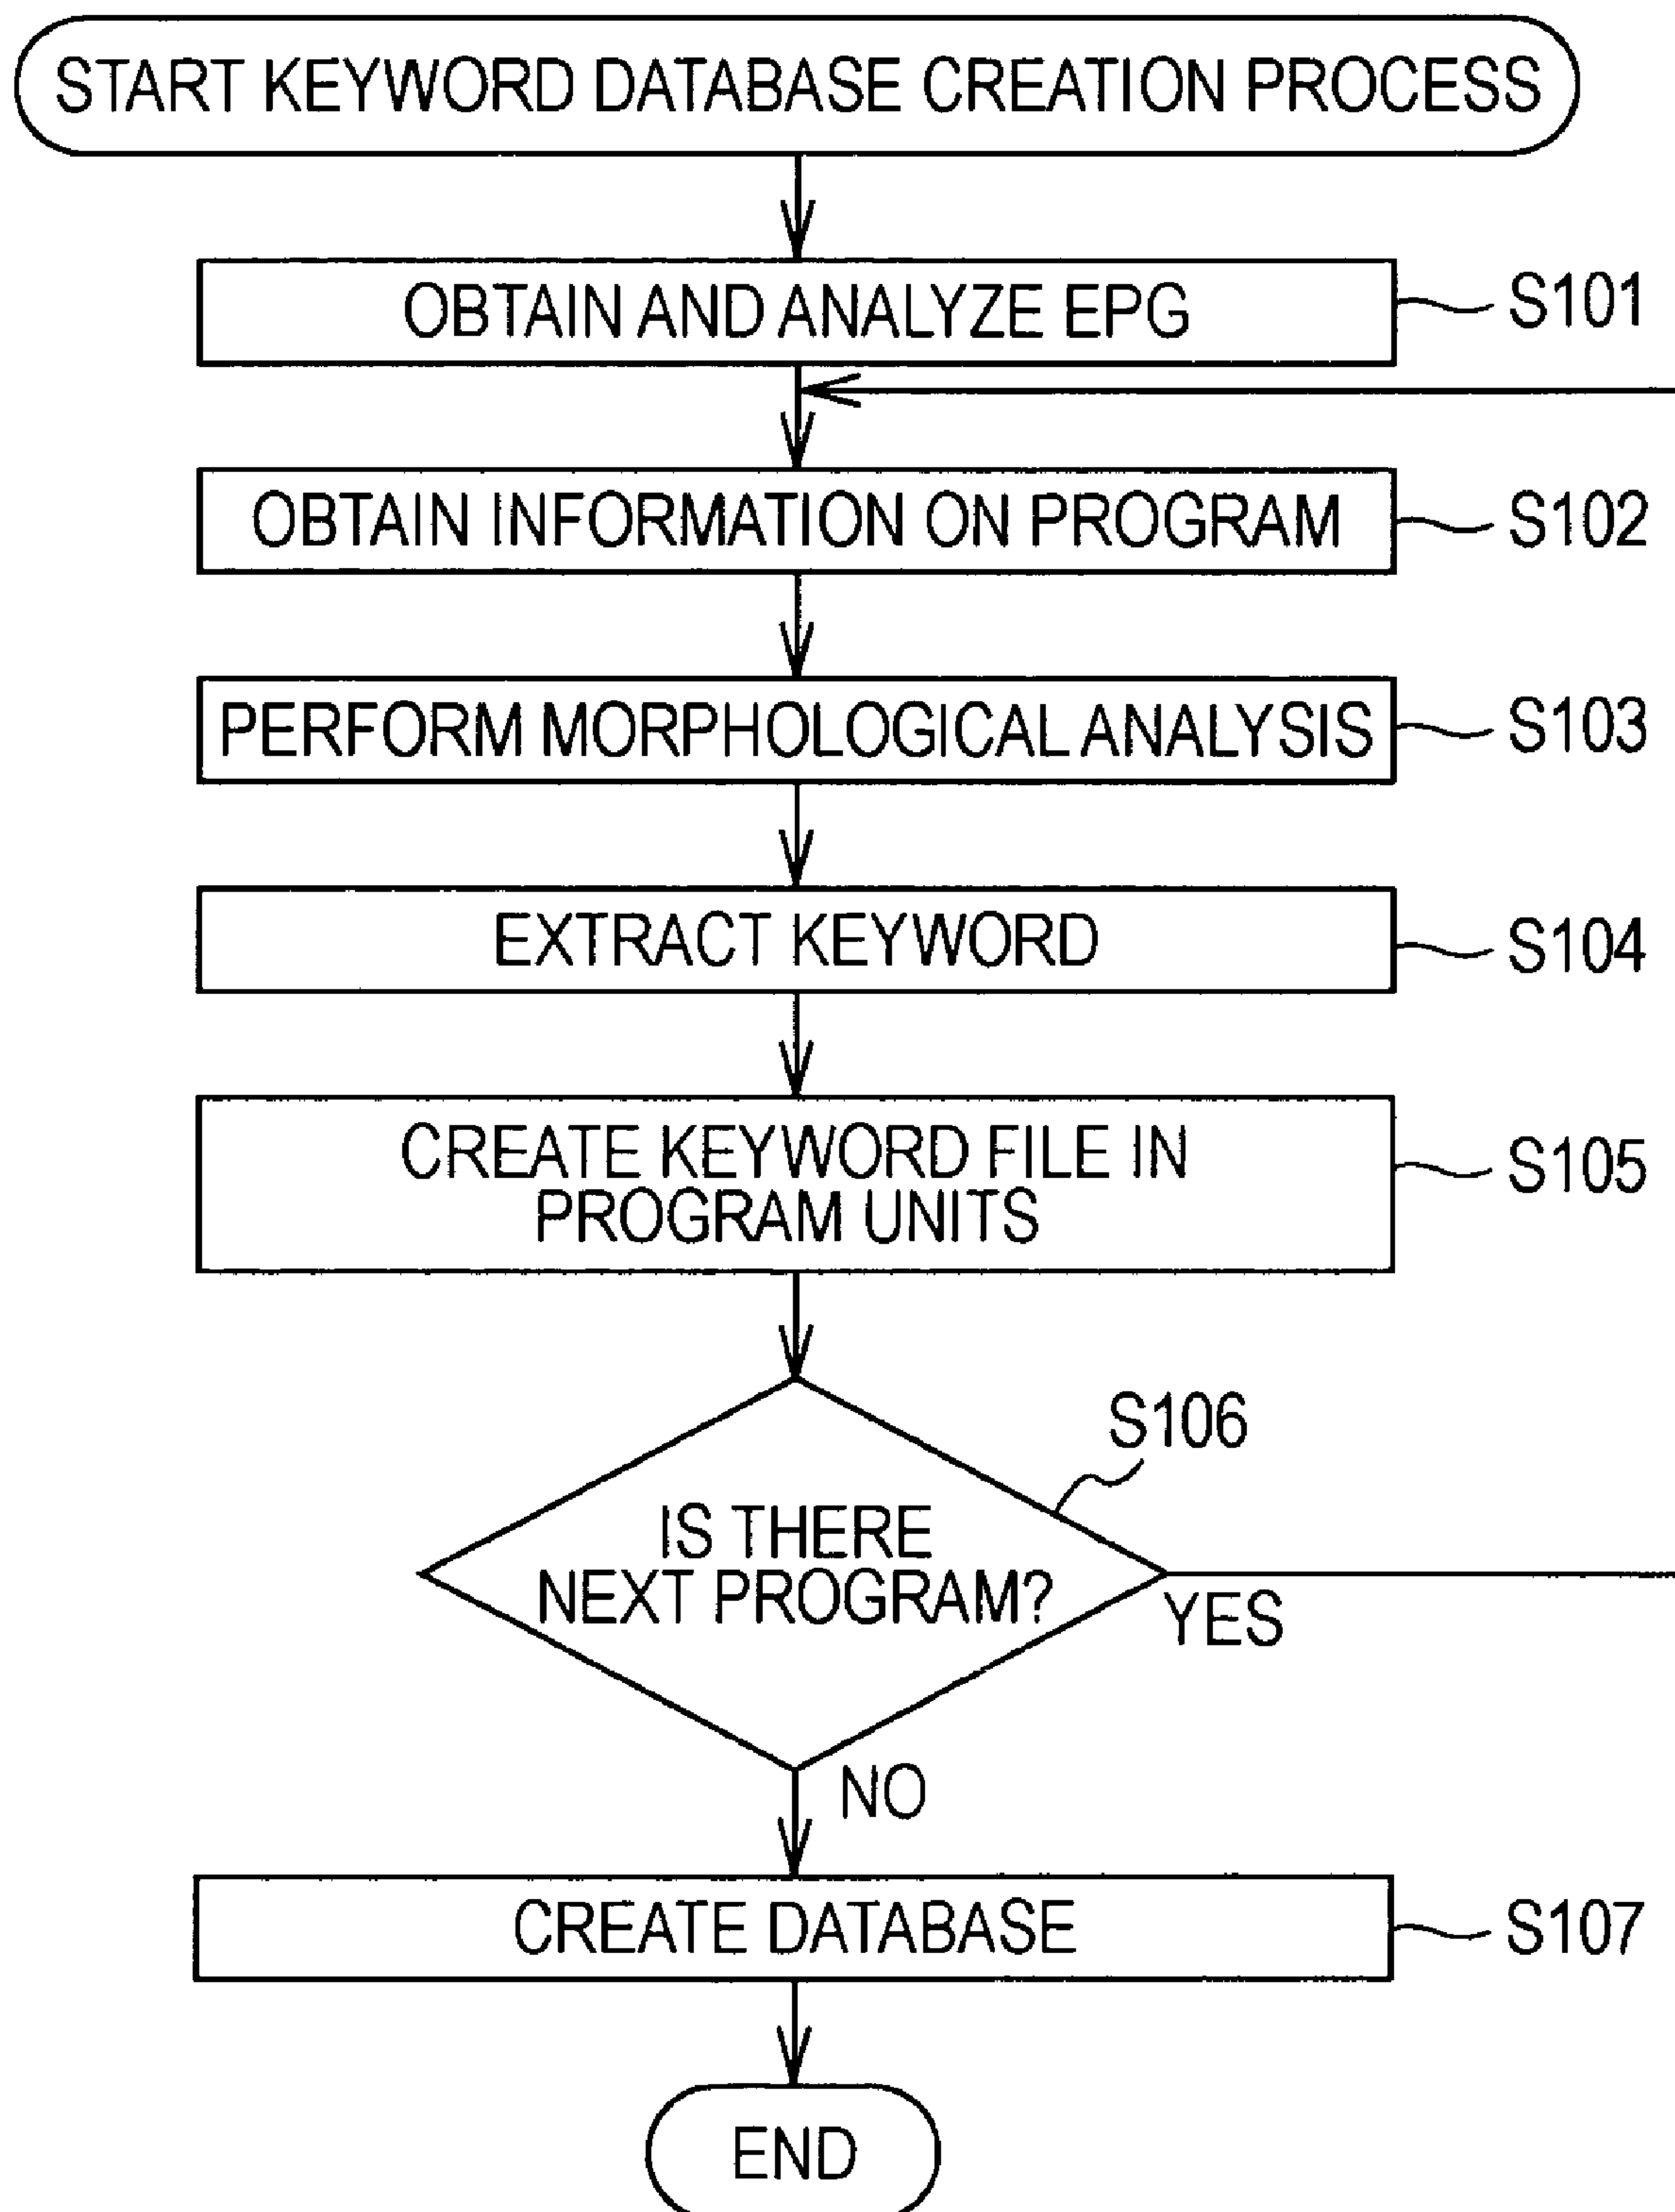 START KEYWORD DATABASE CREATION PROCESS
OBTAIN AND ANALYZE EPG
S101
OBTAIN INFORMATION ON PROGRAM
S102
PERFORM MORPHOLOGICAL ANALYSIS
S103
EXTRACT KEYWORD
S104
CREATE KEYWORD FILE IN
PROGRAM UNITS
S105
S106
IS THERE
NEXT PROGRAM?
YES
NO
CREATE DATABASE
S107
END